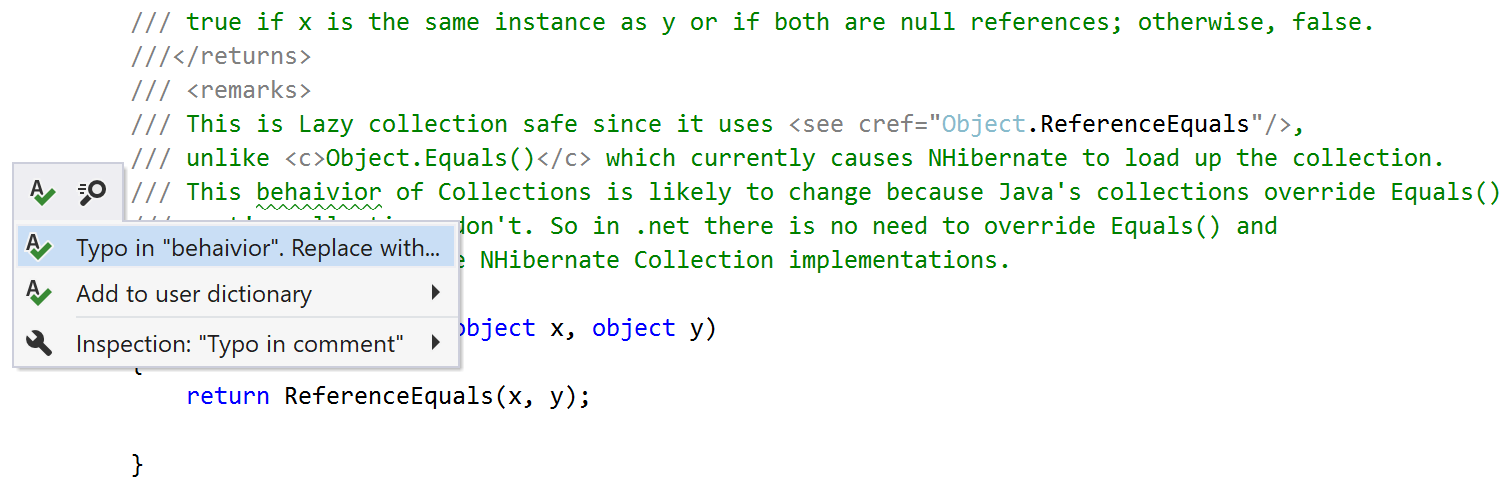 /// true if x is the same instance as y or if both are null references; otherwise, false.
///</returns>
/// <remarks>
/// This is Lazy collection safe since it uses <see cref="Object.ReferenceEquals"/>,
/// unlike <c>Object.Equals()</c> which currently causes NHibernate to load up the collection.
/// This behaivior of Collections is likely to change because Java's collections override Equals()
don't. So in .net there is no need to override Equals() and
Typo in "behaivior". Replace with...
NHibernate Collection implementations.
Add to user dictionary
object x, object y)
Inspection: "Typo in comment"
{
return ReferenceEquals(x, y);
}